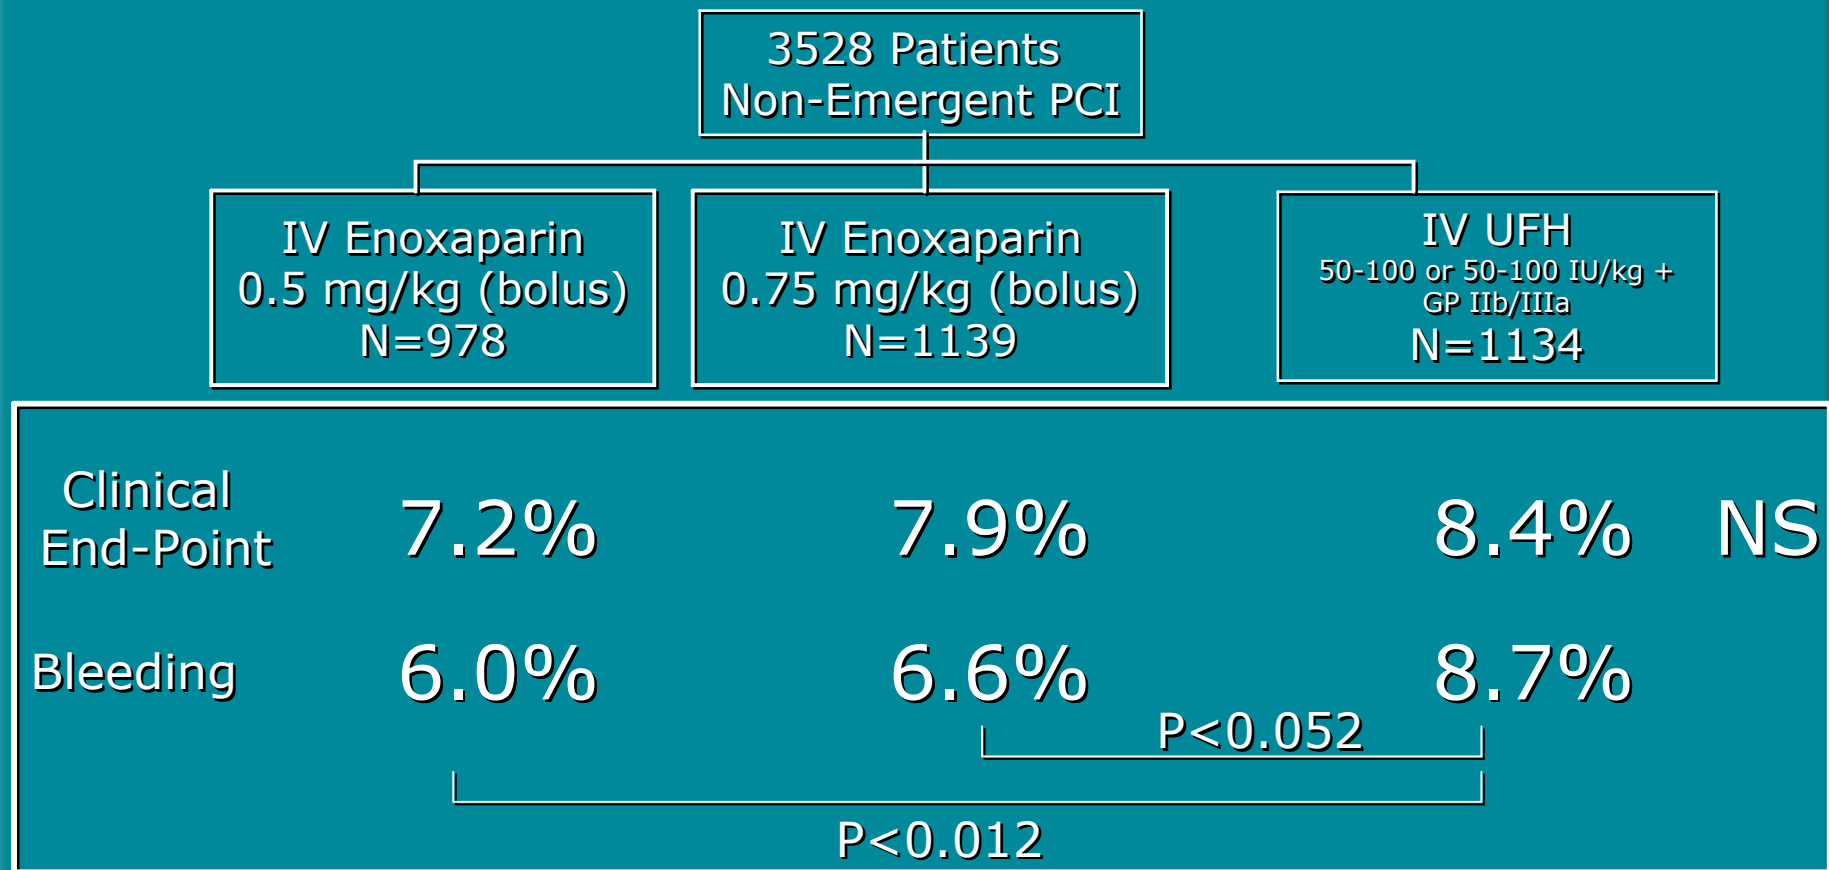 3528 Patients
Non-Emergent PCI
IV Enoxaparin
0.5 mg/kg (bolus)
N=978
IV Enoxaparin
0.75 mg/kg (bolus)
N=1139
IV UFH
50-100 or 50-100 IU/kg +
GP IIb/IIIa
N=1134
Clinical
End-Point
7.2%
7.9%
8.4%
NS
Bleeding
6.0%
6.6%
8.7%
P<0.052
P<0.012